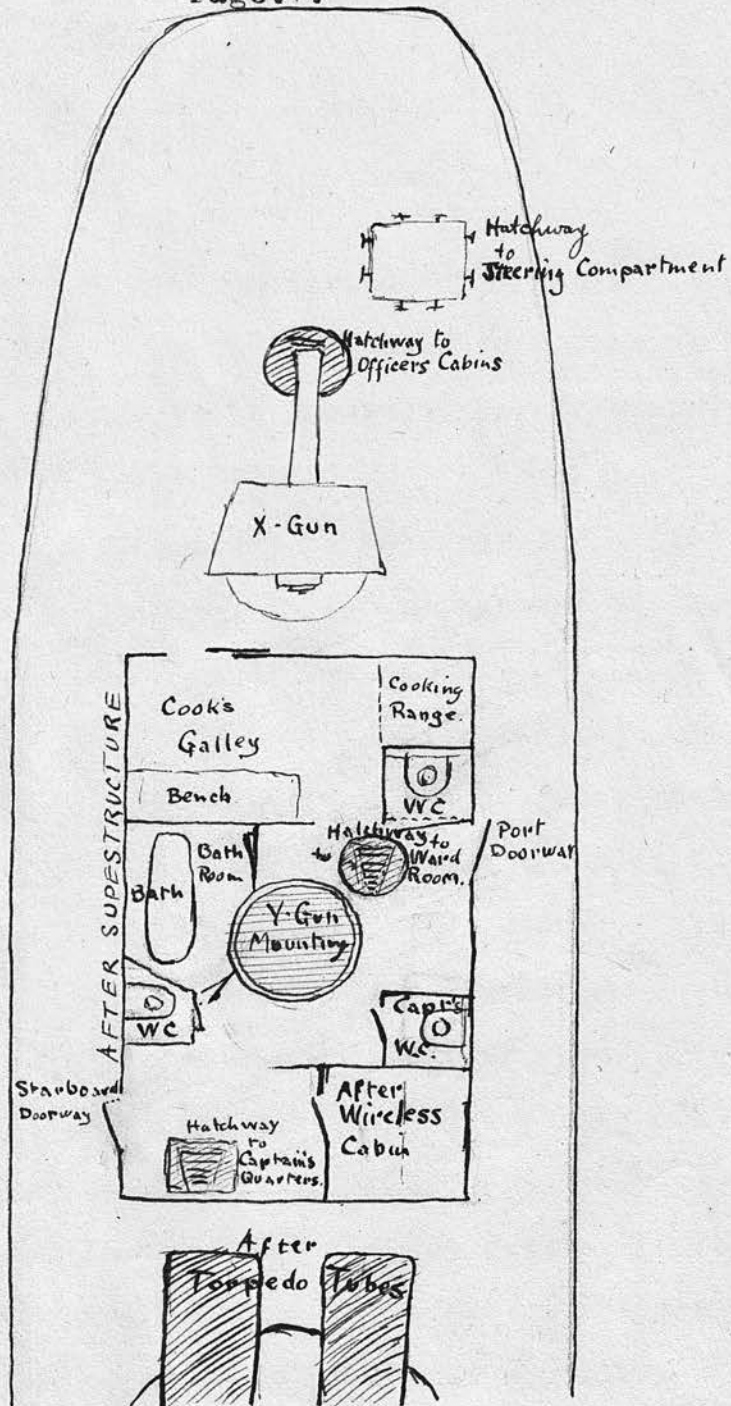 Hatchway
to
Steering Compartment
Hatchway to
Officers Cabins
X-Gun
AFTER SUPESTRUCTURE
Cook's
Galley
Cooking
Range.
Bench
WC
Hatchway
to
Ward
Room.
Port
Doorway
Bath
Room
Bath
Y-Gun
Mounting
WC
Capt's
W.C.
Starboard
Doorway
After
Wireless
Cabin
Hatchway
to
Captain's
Quarters.
After
Torpedo Tubes